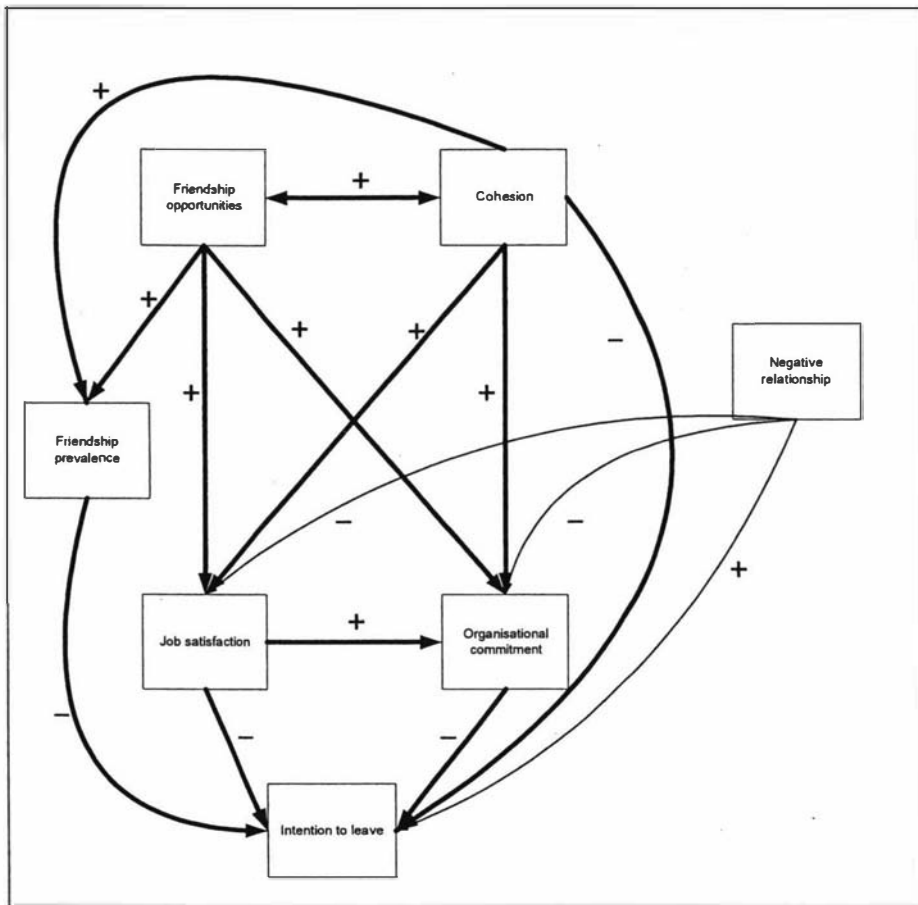 +
Friendship
opportunities
+
Cohesion
+
+
+
−
Negative
relationship
+
+
Friendship
prevalence
−
−
+
Job satisfaction
+
Organisational
commitment
−
−
−
Intention to leave